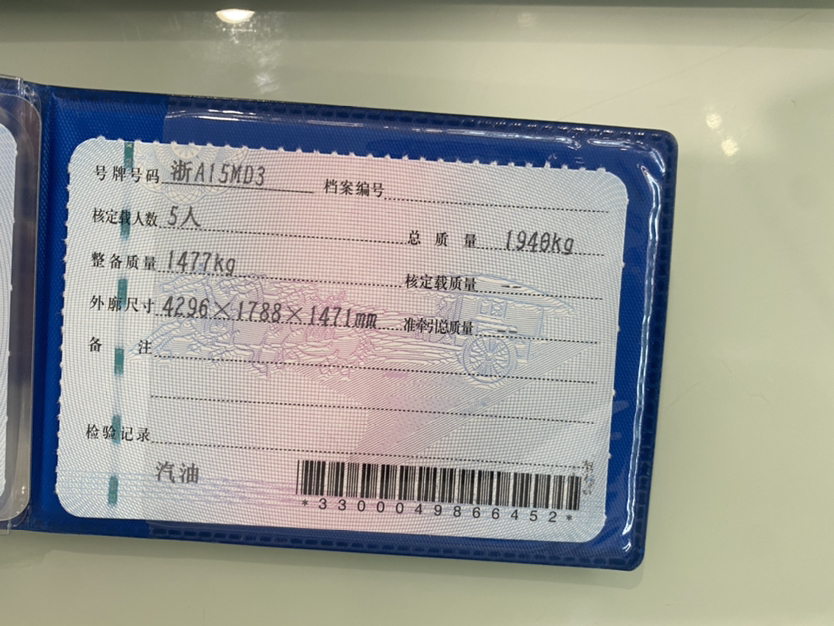 号牌号码 浙A15MD3 档案编号
核定载人数 5人 总质量 1940kg
整备质量 1477kg 核定载质量 --
外廓尺寸 4296×1788×1471mm 准牵引总质量 --
备注
检验记录
汽油
*3300049866452*